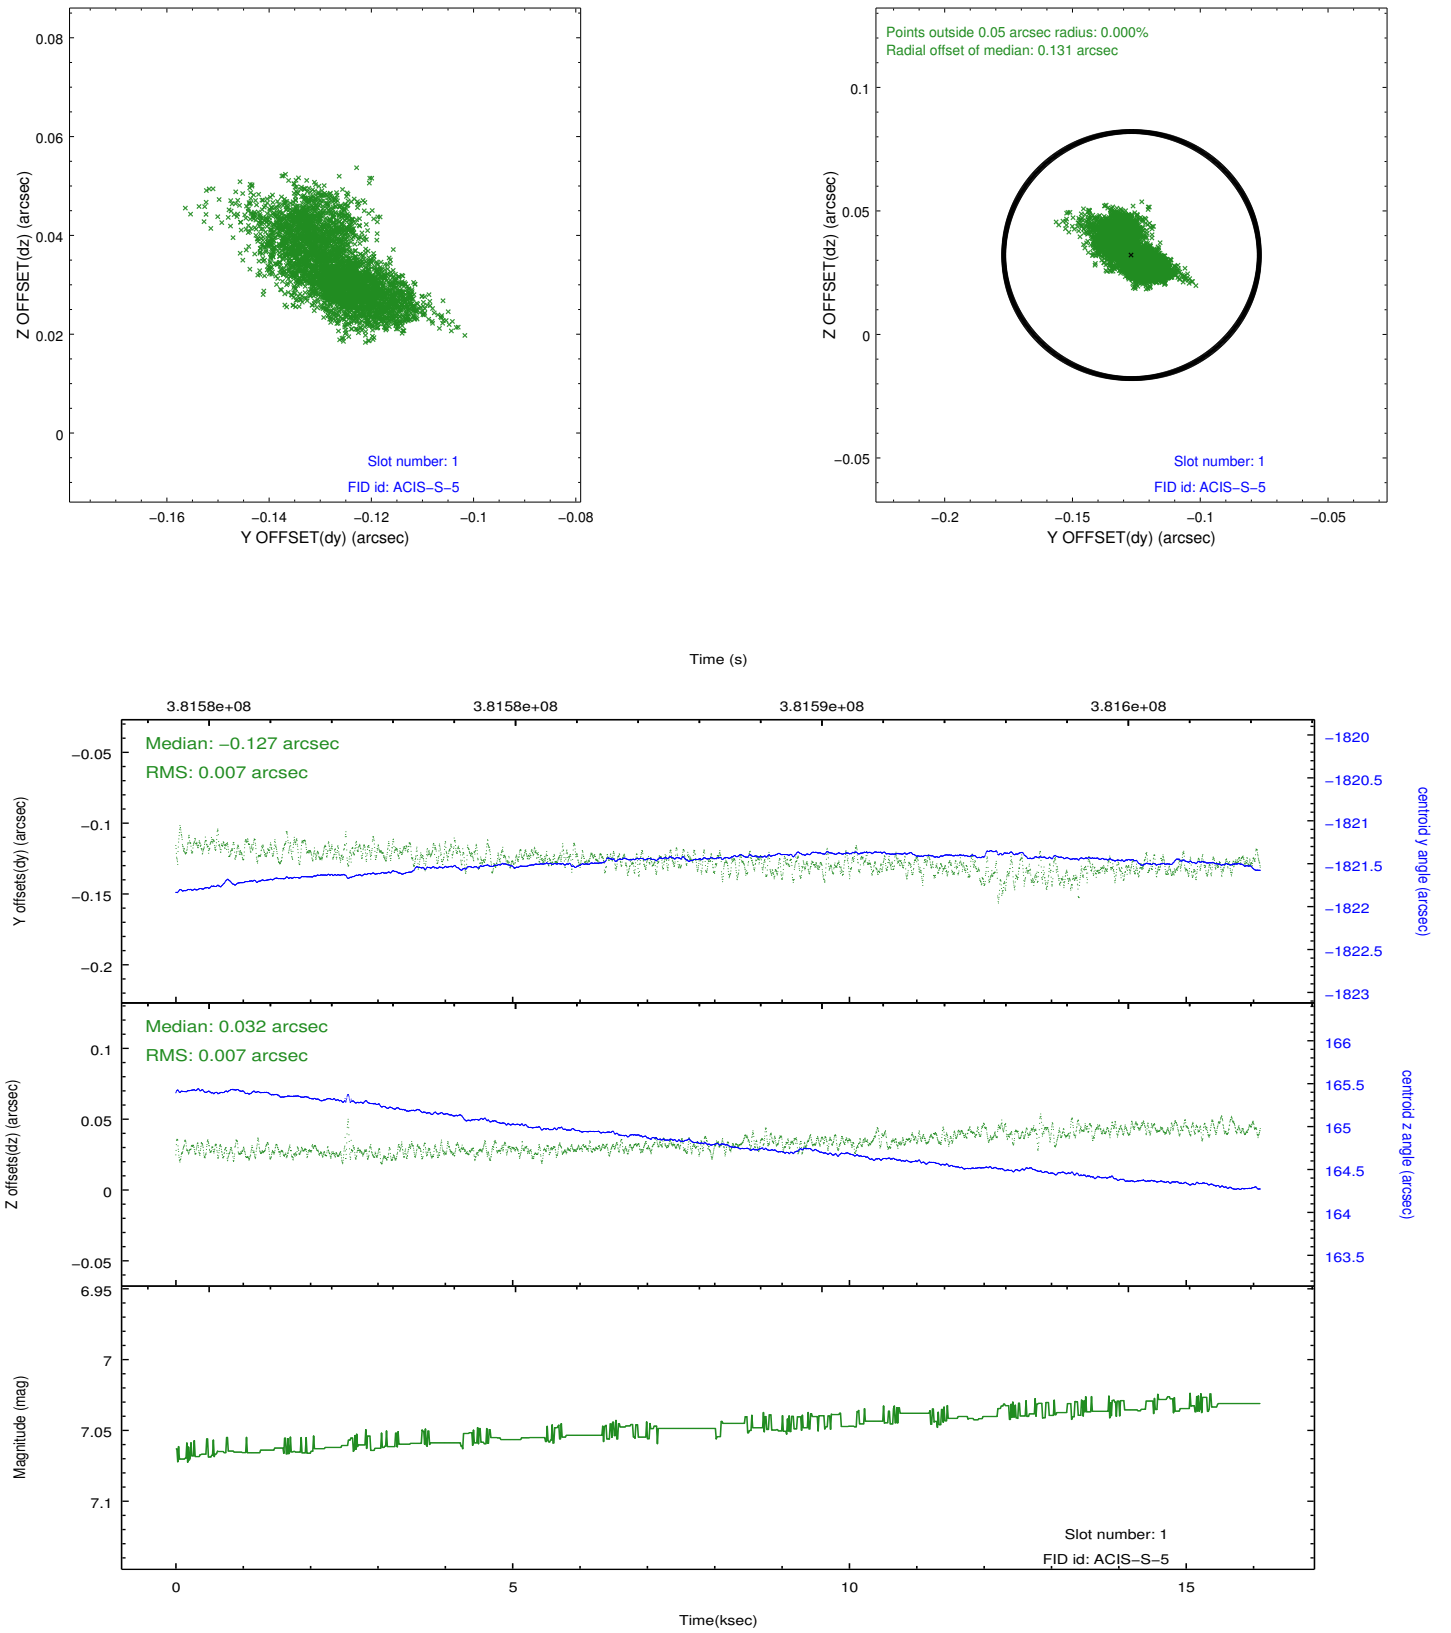 0.08
0.06
0.04
0.02
0
Z OFFSET(dz) (arcsec)
Slot number: 1
FID id: ACIS−S−5
−0.16
−0.14
−0.12
−0.1
−0.08
Y OFFSET(dy) (arcsec)
Points outside 0.05 arcsec radius: 0.000%
Radial offset of median: 0.131 arcsec
0.1
0.05
0
−0.05
Z OFFSET(dz) (arcsec)
Slot number: 1
FID id: ACIS−S−5
−0.2
−0.15
−0.1
−0.05
Y OFFSET(dy) (arcsec)
Time (s)
3.8158e+08
3.8158e+08
3.8159e+08
3.816e+08
Median: −0.127 arcsec
RMS: 0.007 arcsec
−0.05
−0.1
−0.15
−0.2
Y offsets(dy) (arcsec)
−1820
−1820.5
−1821
−1821.5
−1822
−1822.5
−1823
centroid y angle (arcsec)
Median: 0.032 arcsec
RMS: 0.007 arcsec
0.1
0.05
0
−0.05
Z offsets(dz) (arcsec)
166
165.5
165
164.5
164
163.5
centroid z angle (arcsec)
6.95
7
7.05
7.1
Magnitude (mag)
Slot number: 1
FID id: ACIS−S−5
0
5
10
15
Time(ksec)